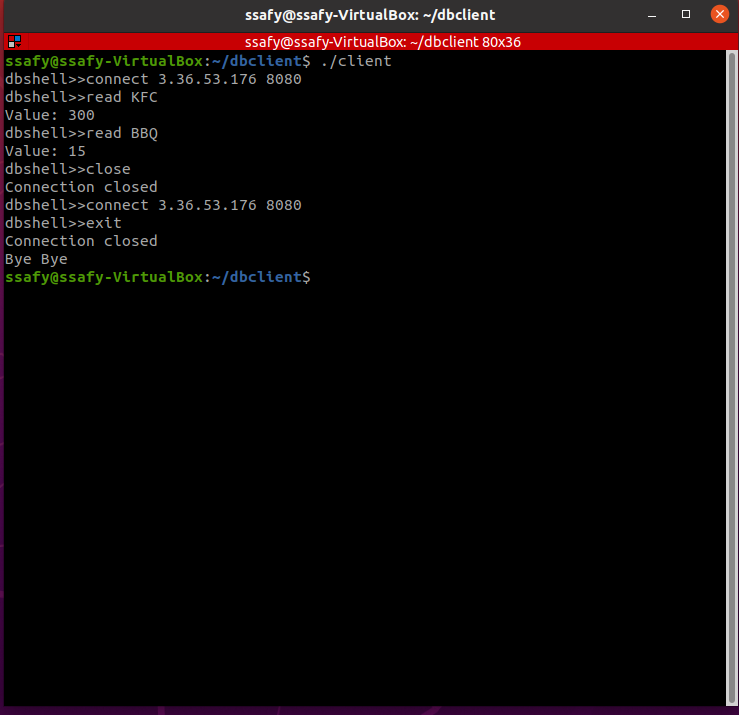 ssafy@ssafy-VirtualBox: ~/dbclient
ssafy@ssafy-VirtualBox: ~/dbclient 80x36
ssafy@ssafy-VirtualBox:~/dbclient$ ./client
dbshell>>connect 3.36.53.176 8080
dbshell>>read KFC
Value: 300
dbshell>>read BBQ
Value: 15
dbshell>>close
Connection closed
dbshell>>connect 3.36.53.176 8080
dbshell>>exit
Connection closed
Bye Bye
ssafy@ssafy-VirtualBox:~/dbclient$